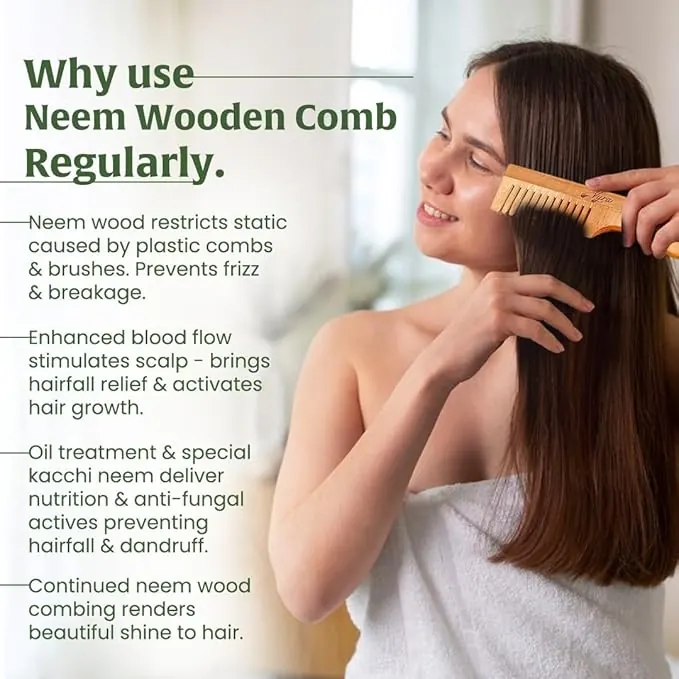 Why use
Neem Wooden Comb
Regularly.
Neem wood restricts static
caused by plastic combs
& brushes. Prevents frizz
& breakage.
Enhanced blood flow
stimulates scalp - brings
hairfall relief & activates
hair growth.
Oil treatment & special
kacchi neem deliver
nutrition & anti-fungal
actives preventing
hairfall & dandruff.
Continued neem wood
combing renders
beautiful shine to hair.